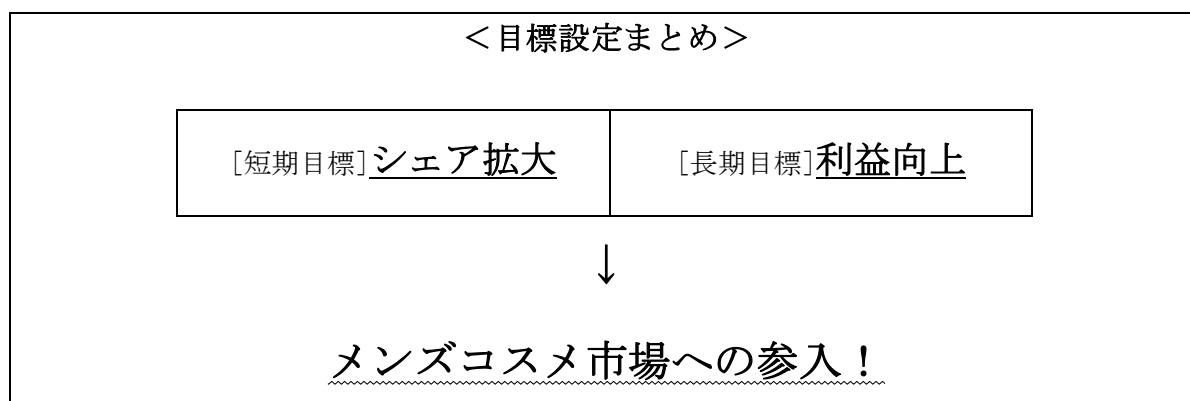 ＜目標設定まとめ＞
[短期目標]シェア拡大
[長期目標]利益向上
↓
メンズコスメ市場への参入！